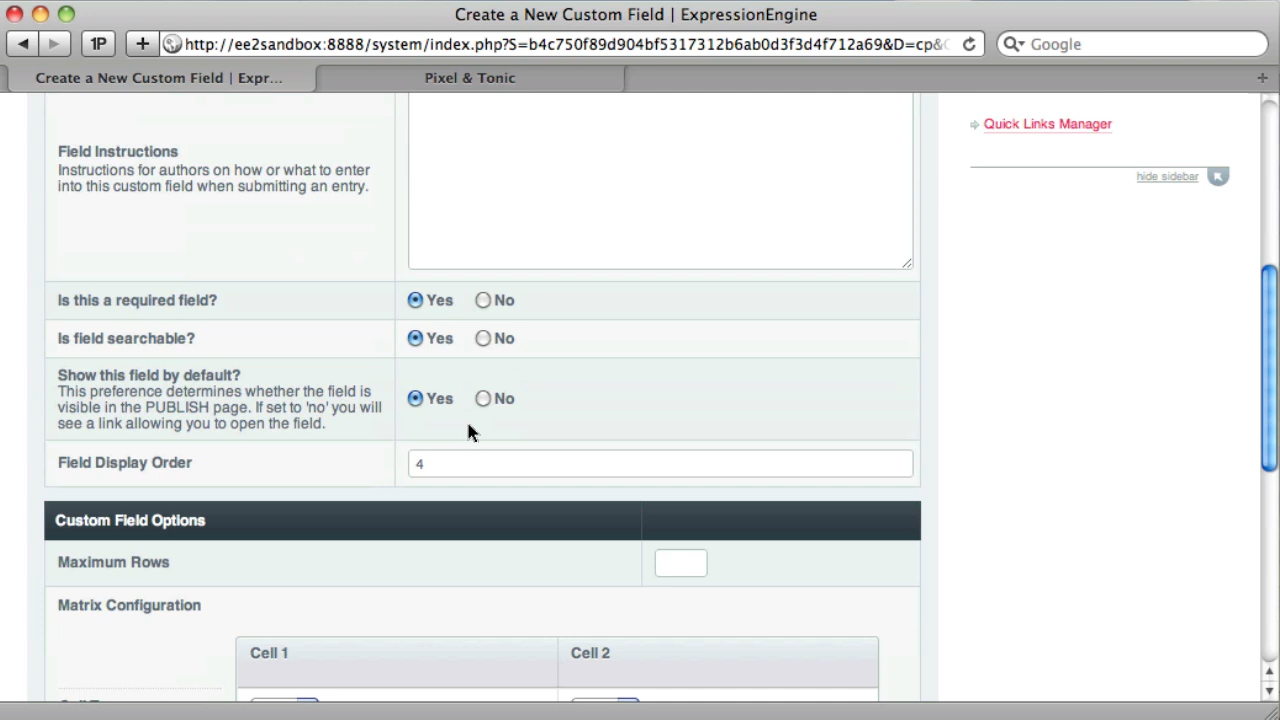 Create a New Custom Field | ExpressionEngine
1P
http://ee2sandbox:8888/system/index.php?S=b4c750f89d904bf5317312b6ab0d3f3d4f712a69&D=cp&
Google
Create a New Custom Field | Expr...
Pixel & Tonic
Quick Links Manager
hide sidebar
Field Instructions
Instructions for authors on how or what to enter
into this custom field when submitting an entry.
Is this a required field?
Yes No
Is field searchable?
Yes No
Show this field by default?
This preference determines whether the field is
visible in the PUBLISH page. If set to 'no' you will
see a link allowing you to open the field.
Yes No
Field Display Order
4
Custom Field Options
Maximum Rows
Matrix Configuration
Cell 1
Cell 2